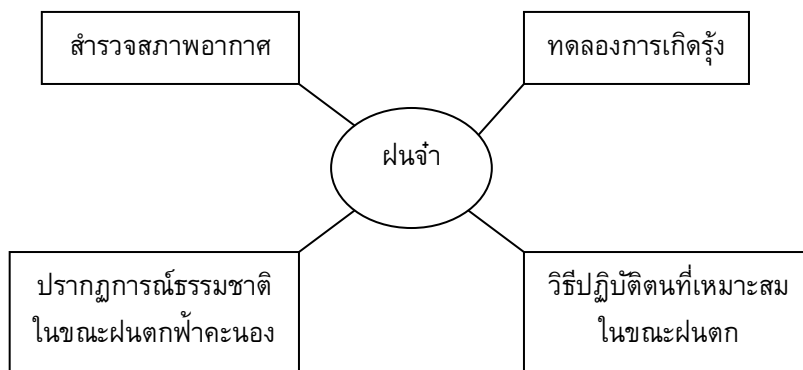 สำรวจสภาพอากาศ
ทดลองการเกิดรุ้ง
ฝนจ๋า
ปรากฏการณ์ธรรมชาติ
ในขณะฝนตกฟ้าคะนอง
วิธีปฏิบัติตนที่เหมาะสม
ในขณะฝนตก